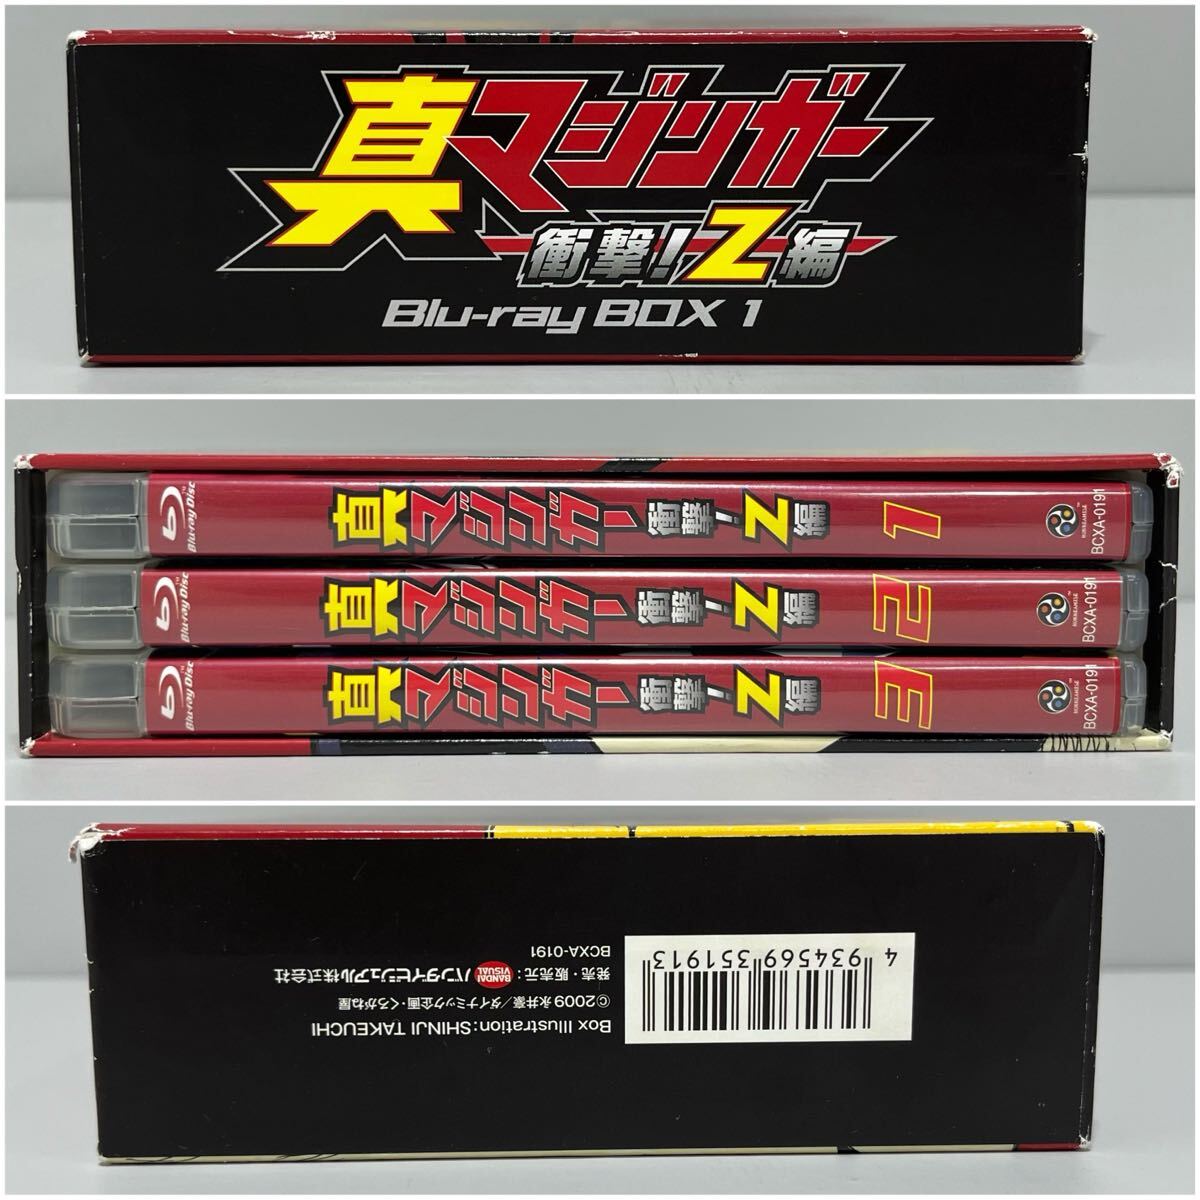 真マジンガー
衝撃!Z編
Blu-ray BOX 1
Blu-ray Disc
真マジンガー 衝撃!Z編 1
BCXA-0191
Blu-ray Disc
真マジンガー 衝撃!Z編 2
BCXA-0191
Blu-ray Disc
真マジンガー 衝撃!Z編 3
BCXA-0191
Box Illustration:SHINJI TAKEUCHI
©2009 永井豪/ダイナミック企画・くろがね屋
発売・販売元:BANDAI VISUAL バンダイビジュアル株式会社
BCXA-0191
4 934569 351913